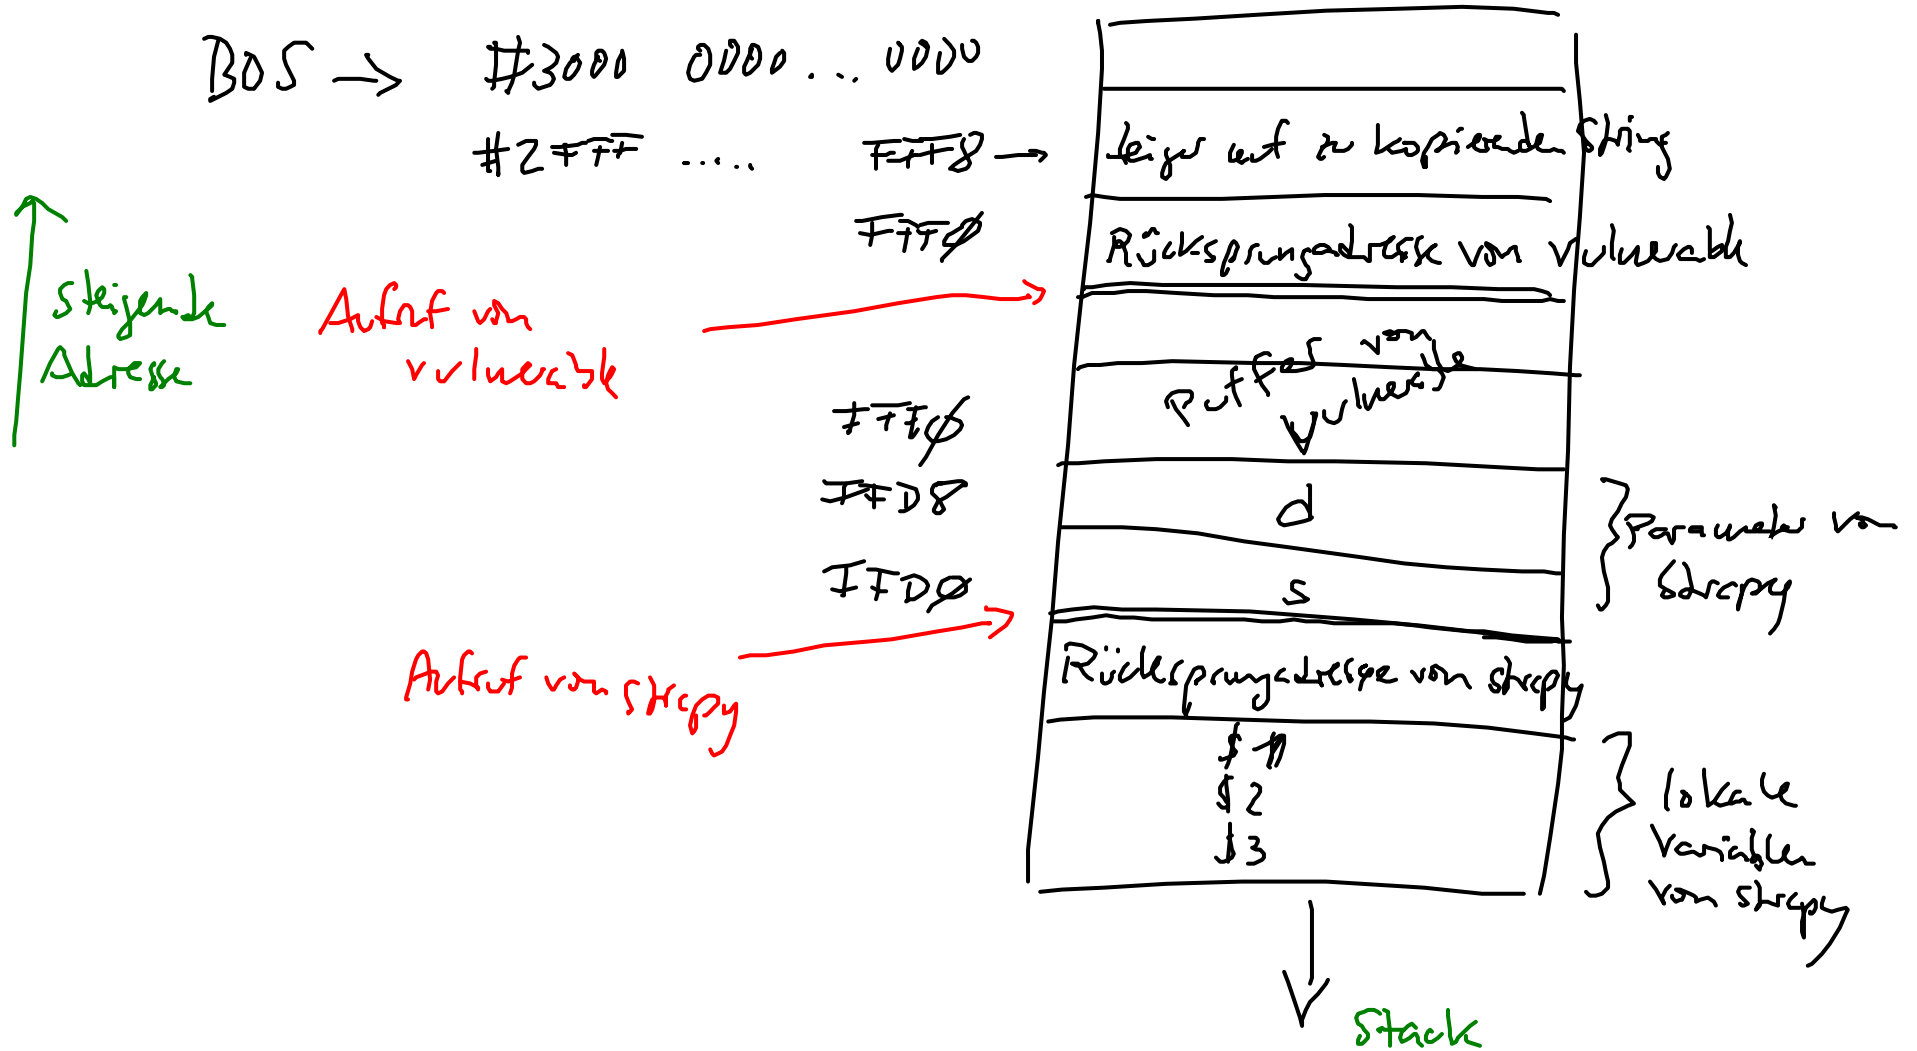 BOS → #3000 0000 ... 0000
#2FFF ..... FFF8 → Zeiger auf zu kopierenden String
FFF0 Rücksprungadresse von vulnerable
steigende
Adresse
Aufruf von
vulnerable
Puffer von
vulnerable
FFE0
FFD8 d
FFD0 s
Parameter von
strcpy
Aufruf von strcpy
Rücksprungadresse von strcpy
$1
$2
$3
lokale
Variablen
von strcpy
Stack